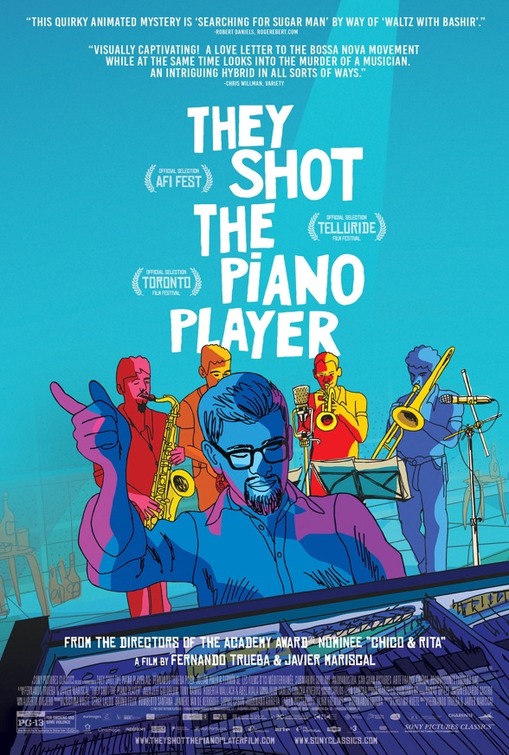 “THIS QUIRKY ANIMATED MYSTERY IS ‘SEARCHING FOR SUGAR MAN’ BY WAY OF ‘WALTZ WITH BASHIR’.”
-ROBERT DANIELS, ROGEREBERT.COM
“VISUALLY CAPTIVATING! A LOVE LETTER TO THE BOSSA NOVA MOVEMENT
WHILE AT THE SAME TIME LOOKS INTO THE MURDER OF A MUSICIAN.
AN INTRIGUING HYBRID IN ALL SORTS OF WAYS.”
-CHRIS WILLMAN, VARIETY
THEY
SHOT
THE
PiANO
PLAYER
OFFICIAL SELECTION
AFI FEST
OFFICIAL SELECTION
TELLURIDE
FILM FESTIVAL
OFFICIAL SELECTION
TORONTO
FILM FESTIVAL
FROM THE DIRECTORS OF THE ACADEMY AWARD® NOMINEE "CHICO & RITA"
A FILM BY FERNANDO TRUEBA & JAVIER MARISCAL
PG-13
SONY PICTURES CLASSICS
WWW.THEYSHOTTHEPIANOPLAYERFILM.COM WWW.SONYCLASSICS.COM